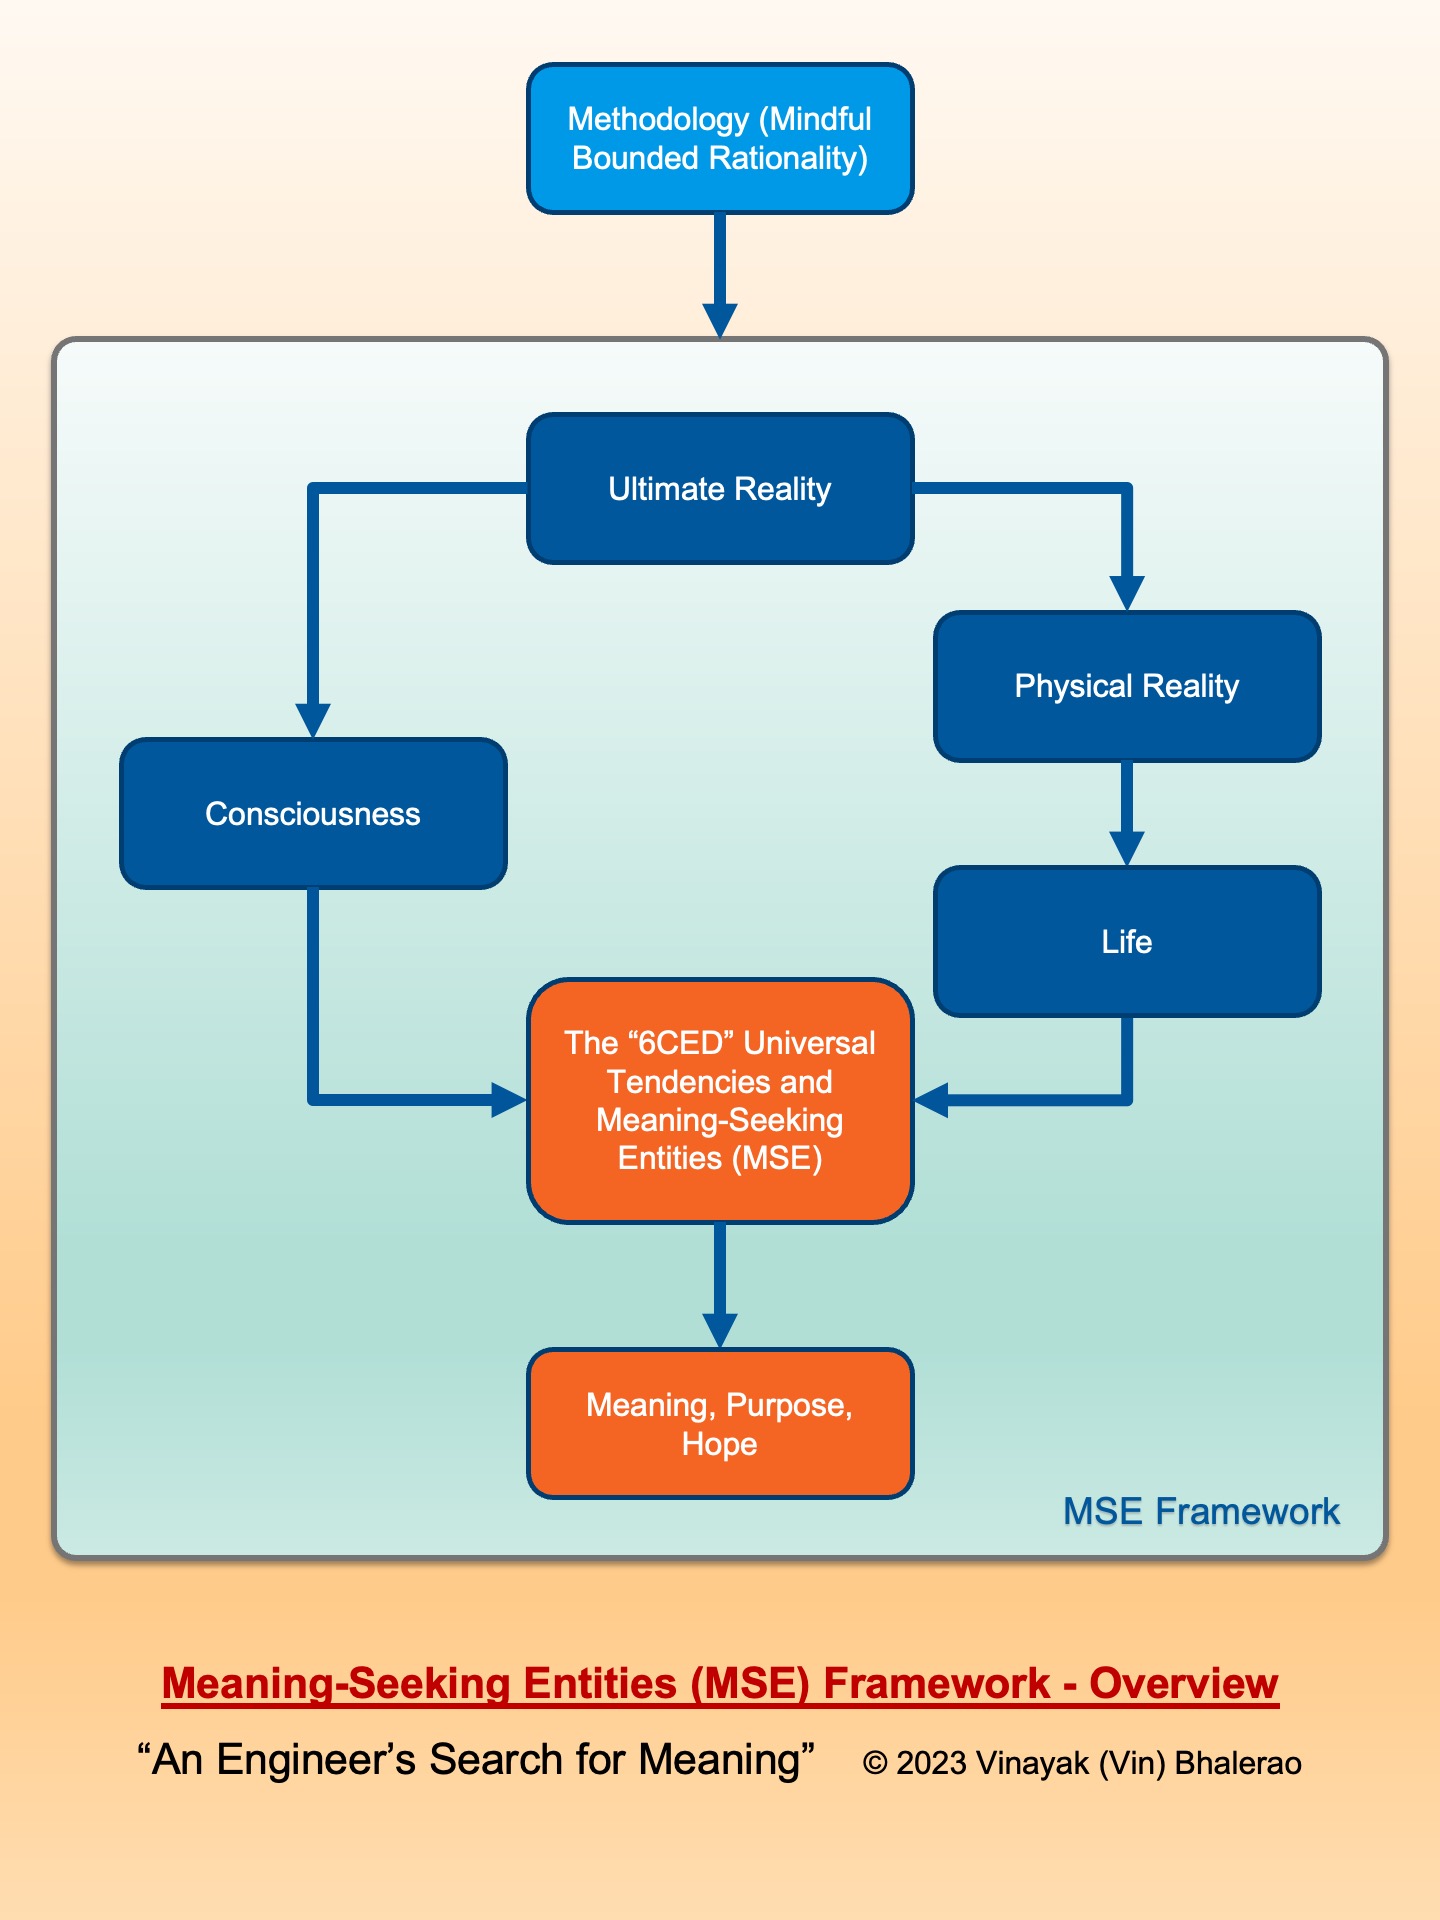 Methodology (Mindful
Bounded Rationality)
Ultimate Reality
Physical Reality
Consciousness
Life
The “6CED” Universal
Tendencies and
Meaning-Seeking
Entities (MSE)
Meaning, Purpose,
Hope
MSE Framework
Meaning-Seeking Entities (MSE) Framework - Overview
“An Engineer’s Search for Meaning” © 2023 Vinayak (Vin) Bhalerao